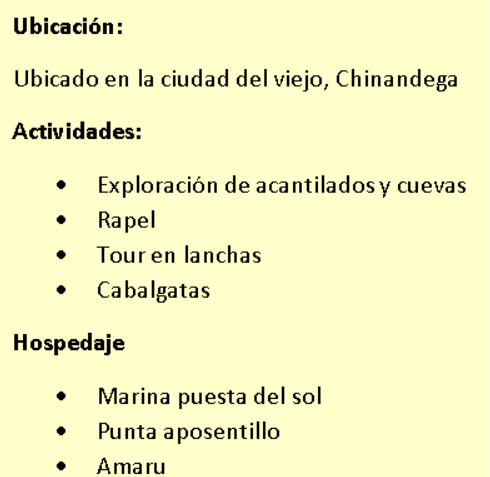 Ubicación:
Ubicado en la ciudad del viejo, Chinandega
Actividades:
• Exploración de acantilados y cuevas
• Rapel
• Tour en lanchas
• Cabalgatas
Hospedaje
• Marina puesta del sol
• Punta aposentillo
• Amaru